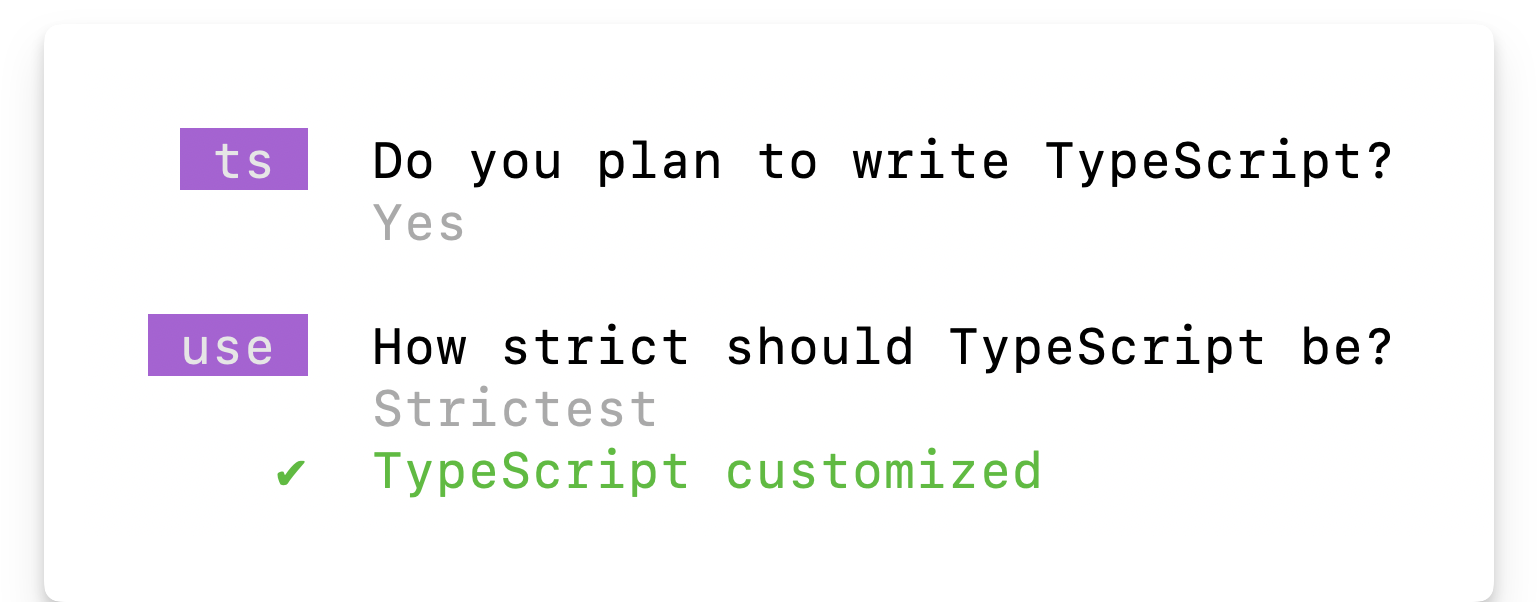 ts Do you plan to write TypeScript?
Yes
use How strict should TypeScript be?
Strictest
✔ TypeScript customized